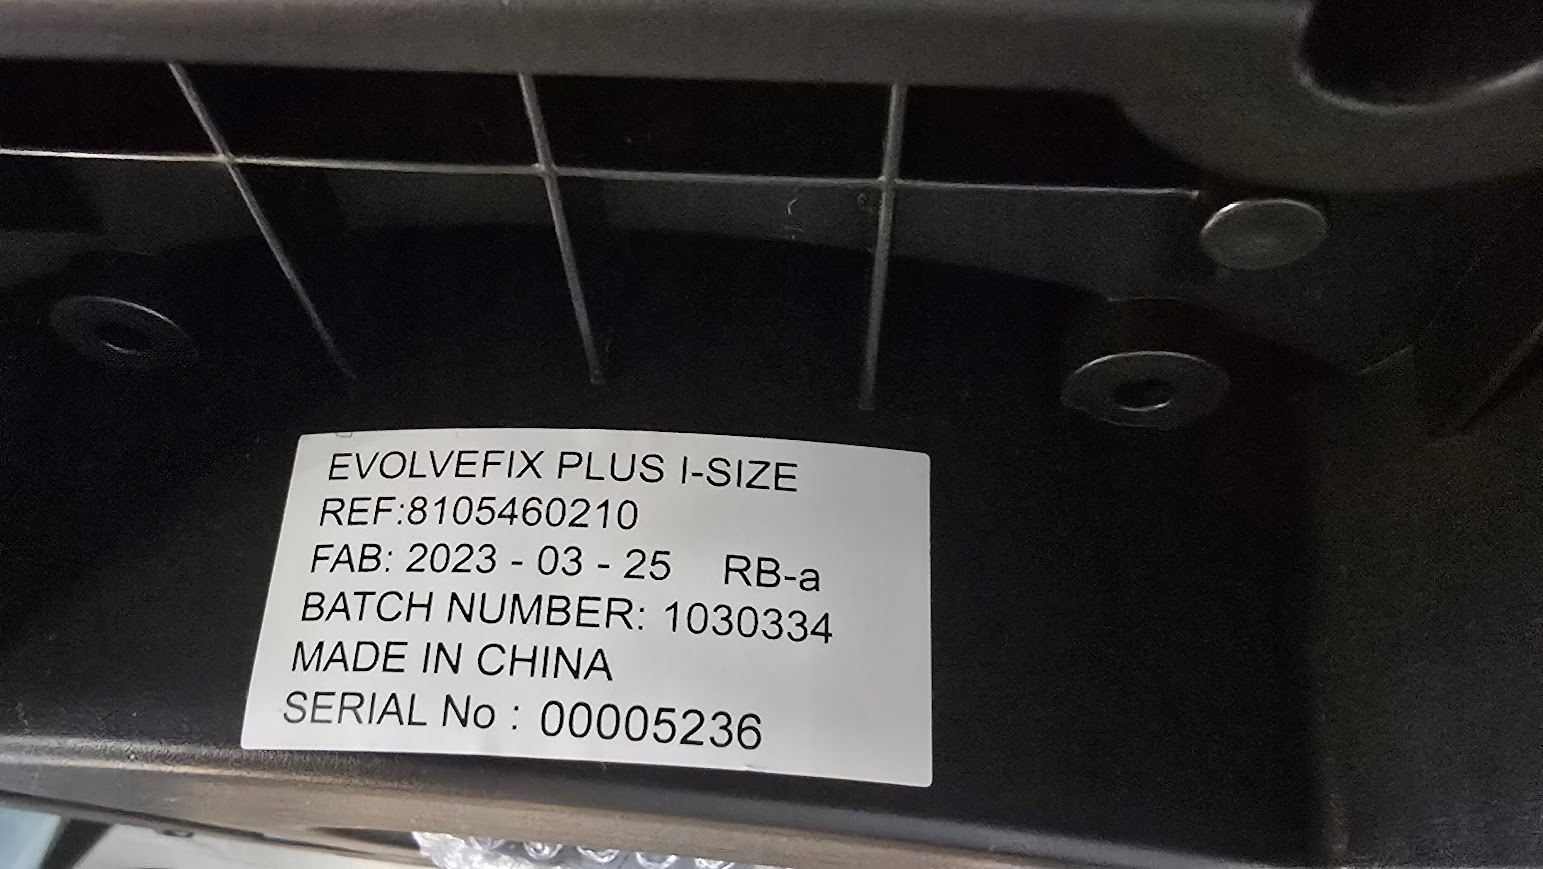 EVOLVEFIX PLUS I-SIZE
REF:8105460210
FAB: 2023 - 03 - 25 RB-a
BATCH NUMBER: 1030334
MADE IN CHINA
SERIAL No : 00005236